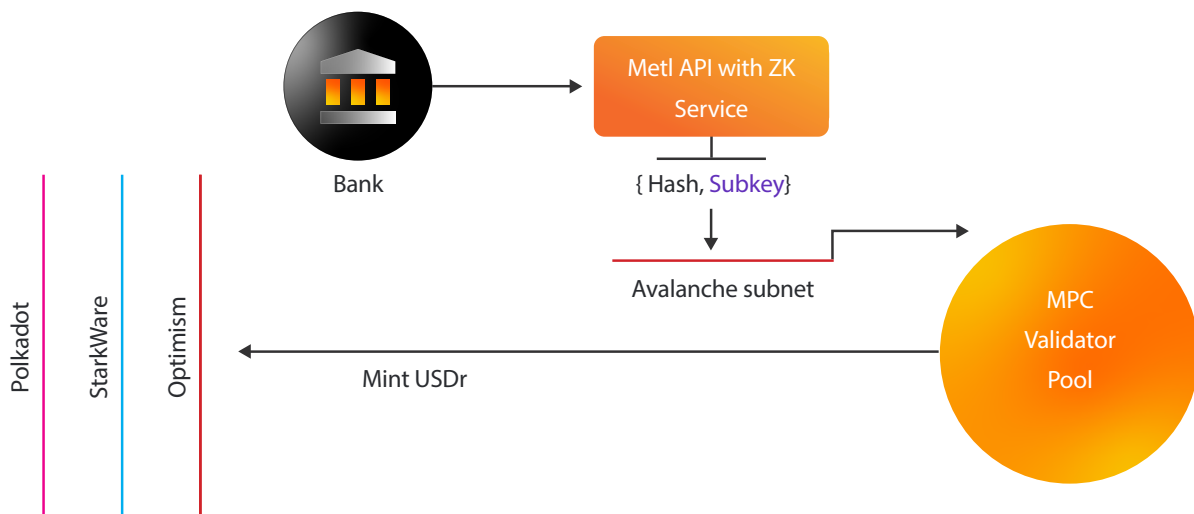 Metl API with ZK
Service
Bank
{ Hash, Subkey}
Avalanche subnet
MPC
Validator
Pool
Polkadot
StarkWare
Optimism
Mint USDr